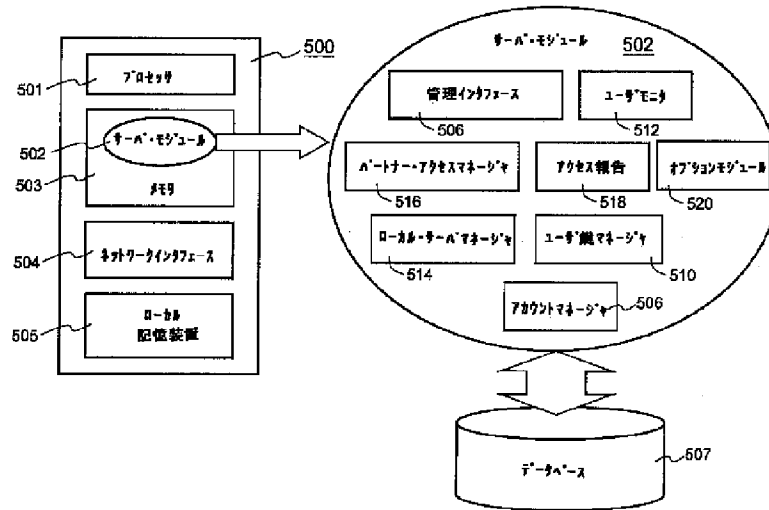 500
501
プロセッサ
502
サーバ・モジュール
503
メモリ
504
ネットワークインタフェース
505
ローカル
記憶装置
サーバ・モジュール
502
管理インタフェース
506
ユーザモニタ
512
パートナー・アクセスマネージャ
516
アクセス報告
518
オプションモジュール
520
ローカル・サーバマネージャ
514
ユーザ鍵マネージャ
510
アカウントマネージャ
506
データベース
507